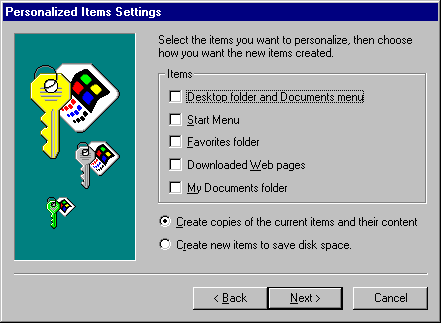 Personalized Items Settings
Select the items you want to personalize, then choose
how you want the new items created.
Items
Desktop folder and Documents menu
Start Menu
Favorites folder
Downloaded Web pages
My Documents folder
Create copies of the current items and their content
Create new items to save disk space.
< Back
Next >
Cancel